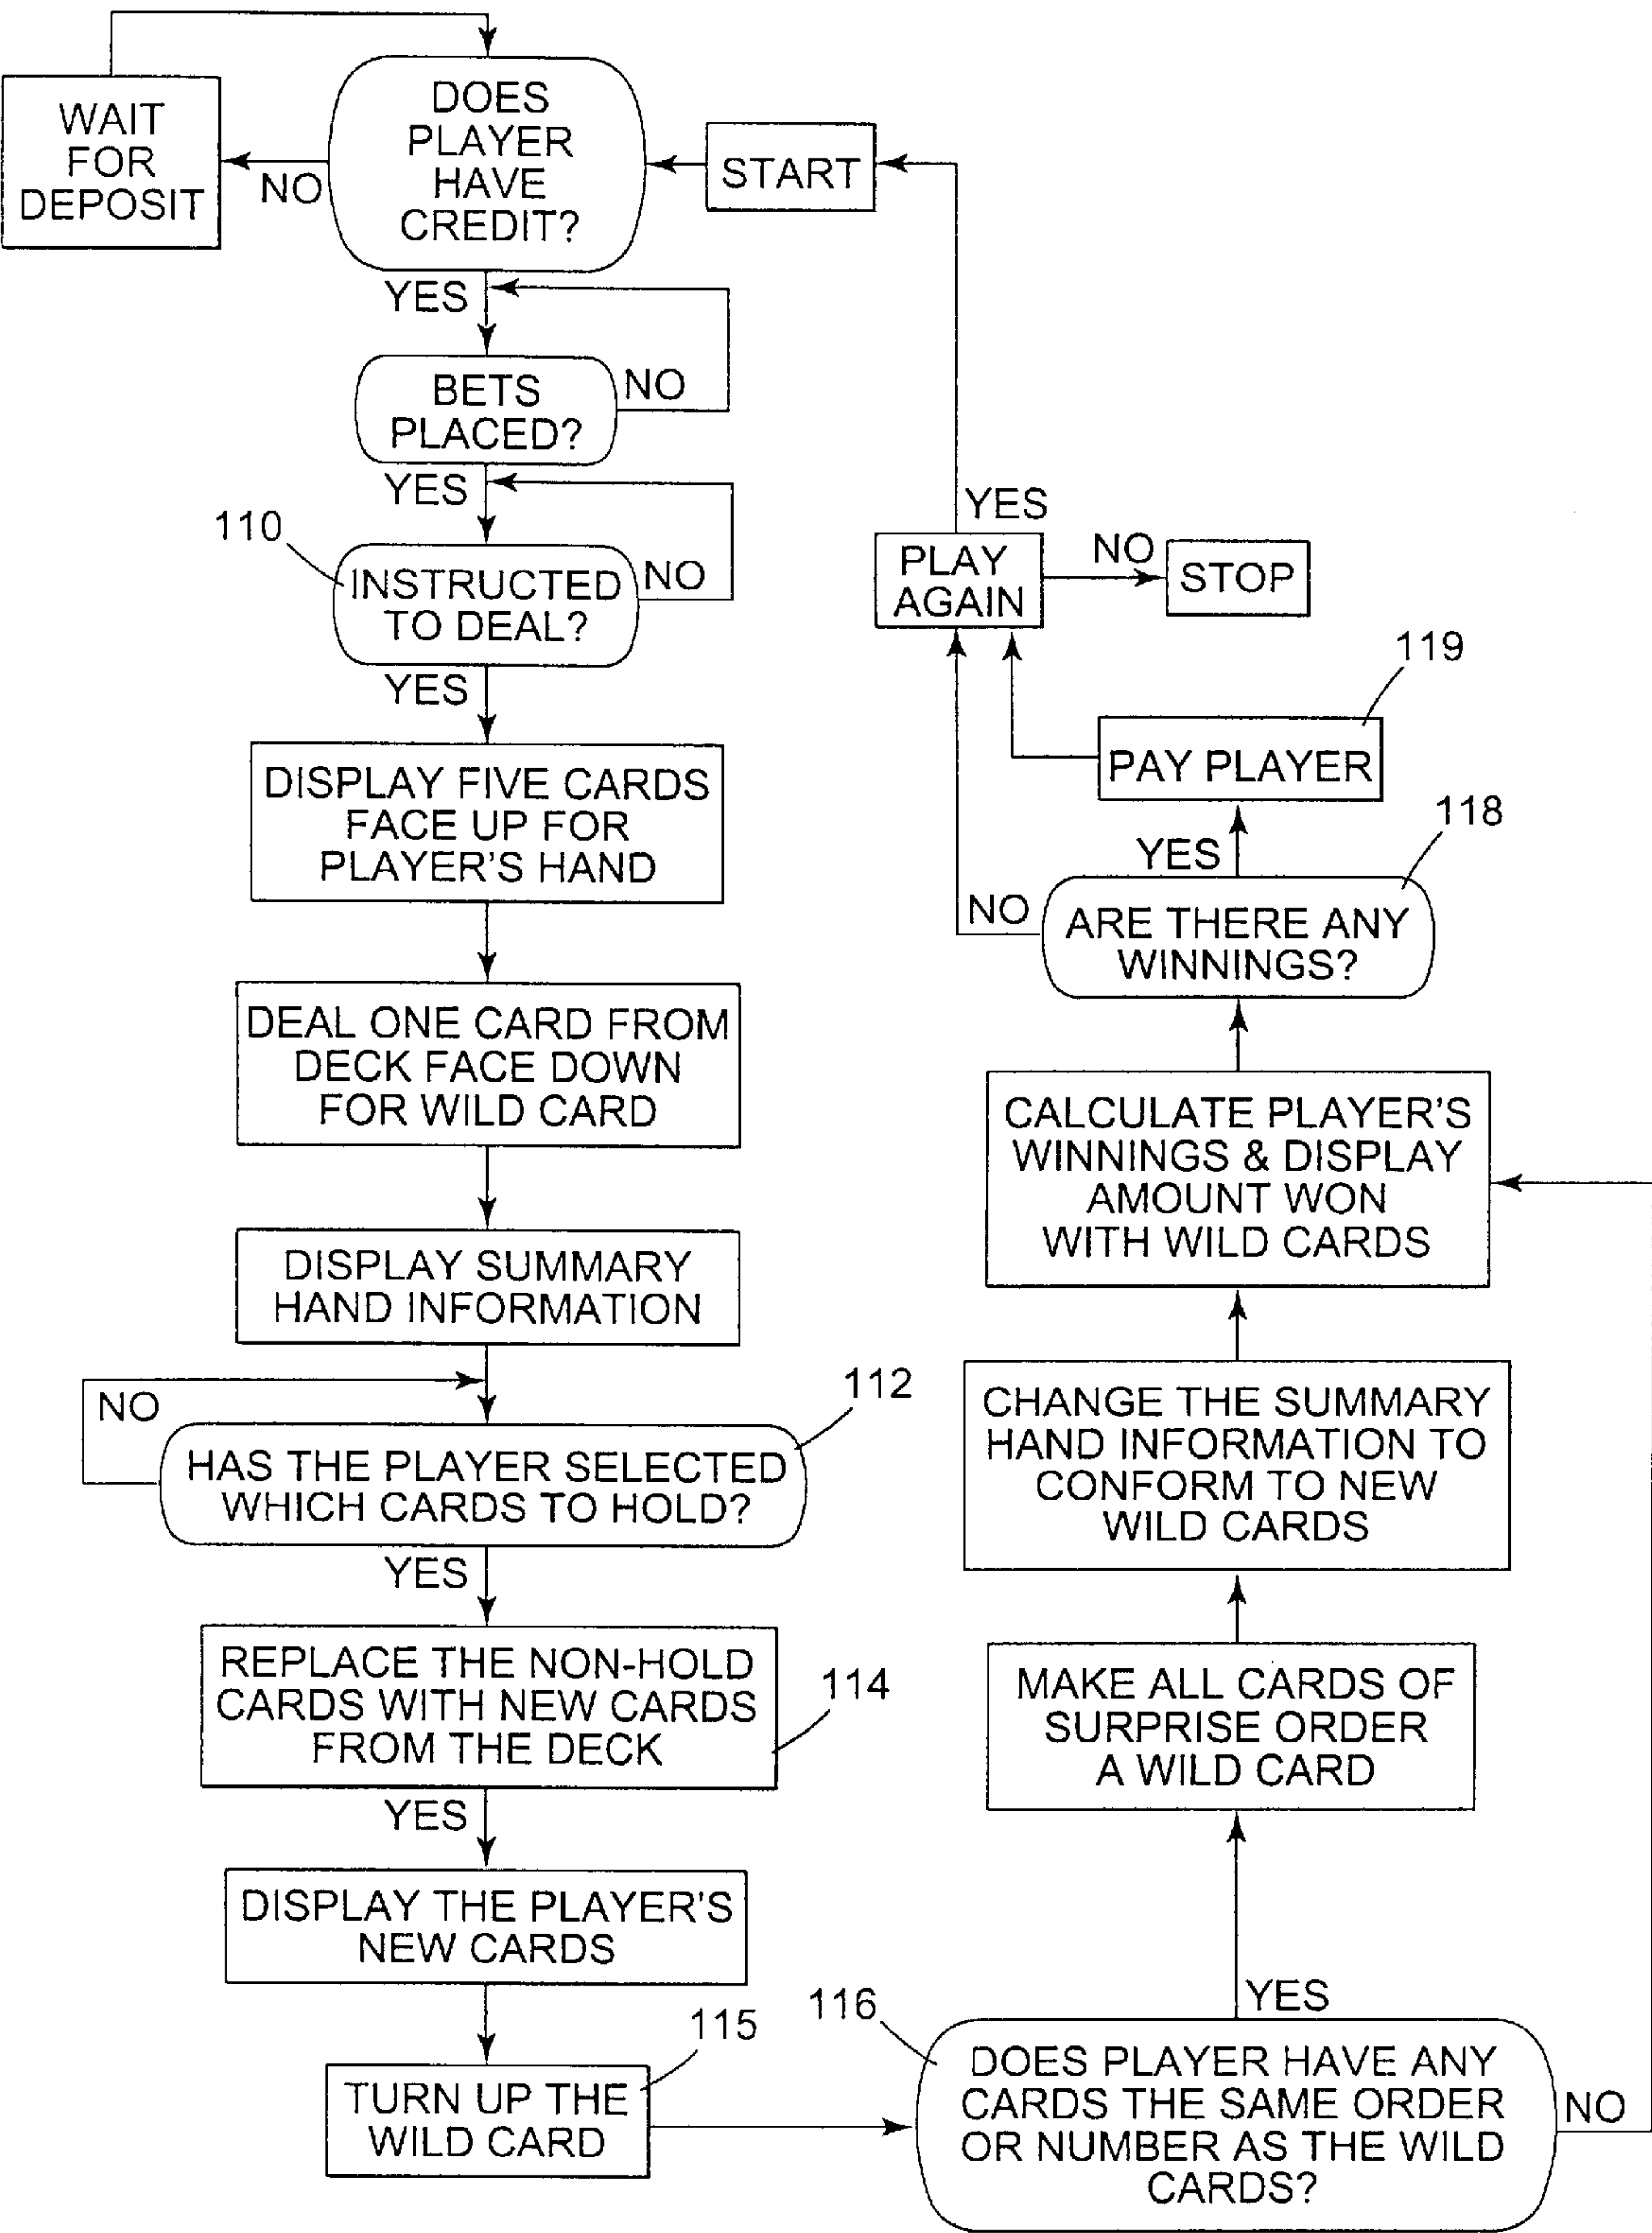 WAIT
FOR
DEPOSIT
NO
DOES
PLAYER
HAVE
CREDIT?
START
YES
BETS
PLACED?
NO
YES
110
INSTRUCTED
TO DEAL?
NO
YES
DISPLAY FIVE CARDS
FACE UP FOR
PLAYER'S HAND
DEAL ONE CARD FROM
DECK FACE DOWN
FOR WILD CARD
DISPLAY SUMMARY
HAND INFORMATION
NO
112
HAS THE PLAYER SELECTED
WHICH CARDS TO HOLD?
YES
REPLACE THE NON-HOLD
CARDS WITH NEW CARDS
FROM THE DECK
114
YES
DISPLAY THE PLAYER'S
NEW CARDS
115
TURN UP THE
WILD CARD
116
DOES PLAYER HAVE ANY
CARDS THE SAME ORDER
OR NUMBER AS THE WILD
CARDS?
NO
YES
MAKE ALL CARDS OF
SURPRISE ORDER
A WILD CARD
CHANGE THE SUMMARY
HAND INFORMATION TO
CONFORM TO NEW
WILD CARDS
CALCULATE PLAYER'S
WINNINGS & DISPLAY
AMOUNT WON
WITH WILD CARDS
118
ARE THERE ANY
WINNINGS?
NO
YES
119
PAY PLAYER
PLAY
AGAIN
YES
NO
STOP